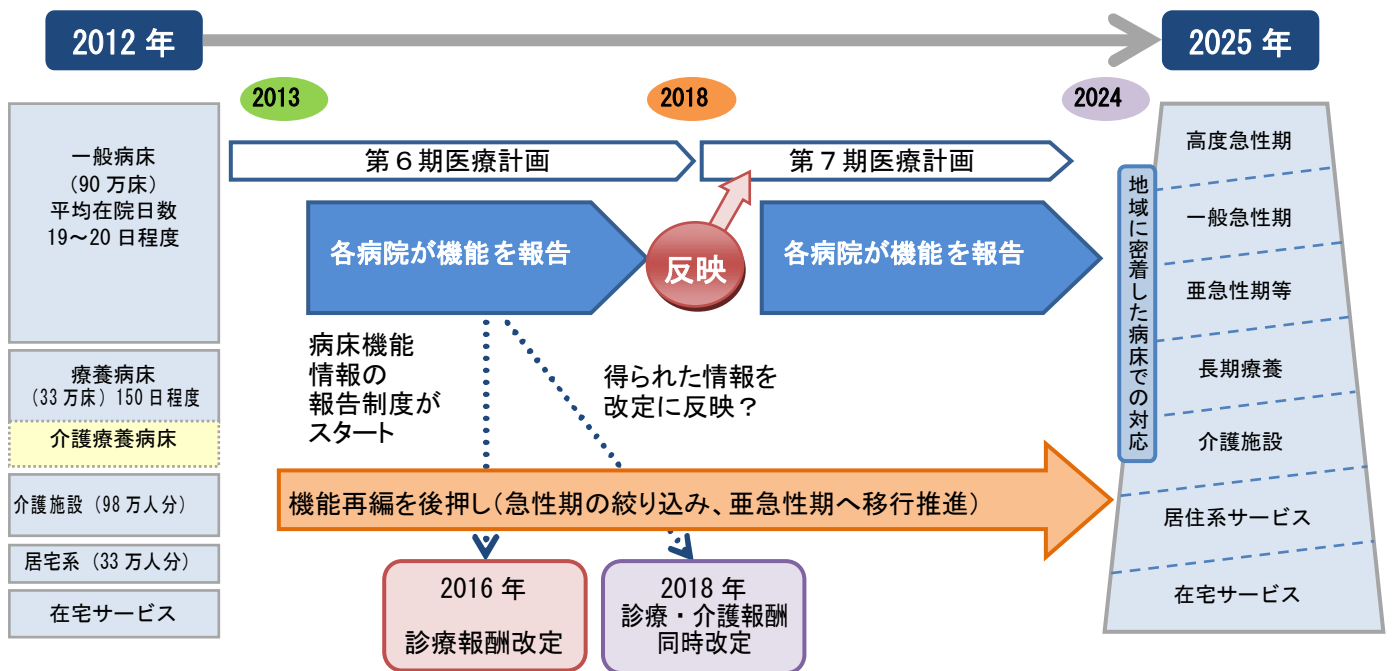 2012 年
2025 年
2013
2018
2024
一般病床
(90 万床)
平均在院日数
19～20 日程度
療養病床
(33 万床) 150 日程度
介護療養病床
介護施設 (98 万人分)
居宅系 (33 万人分)
在宅サービス
第６期医療計画
第７期医療計画
各病院が機能を報告
反映
各病院が機能を報告
病床機能
情報の
報告制度が
スタート
得られた情報を
改定に反映？
機能再編を後押し(急性期の絞り込み、亜急性期へ移行推進)
2016 年
診療報酬改定
2018 年
診療・介護報酬
同時改定
地域に密着した病床での対応
高度急性期
一般急性期
亜急性期等
長期療養
介護施設
居住系サービス
在宅サービス